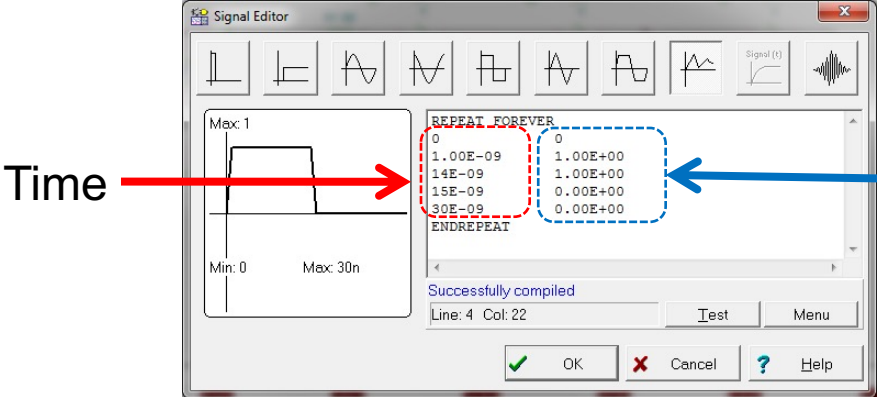 Signal Editor
Signal (t)
Max: 1
Min: 0 Max: 30n
REPEAT FOREVER
0 0
1.00E-09 1.00E+00
14E-09 1.00E+00
15E-09 0.00E+00
30E-09 0.00E+00
ENDREPEAT
Time
Successfully compiled
Line: 4 Col: 22
Test
Menu
OK
Cancel
? Help